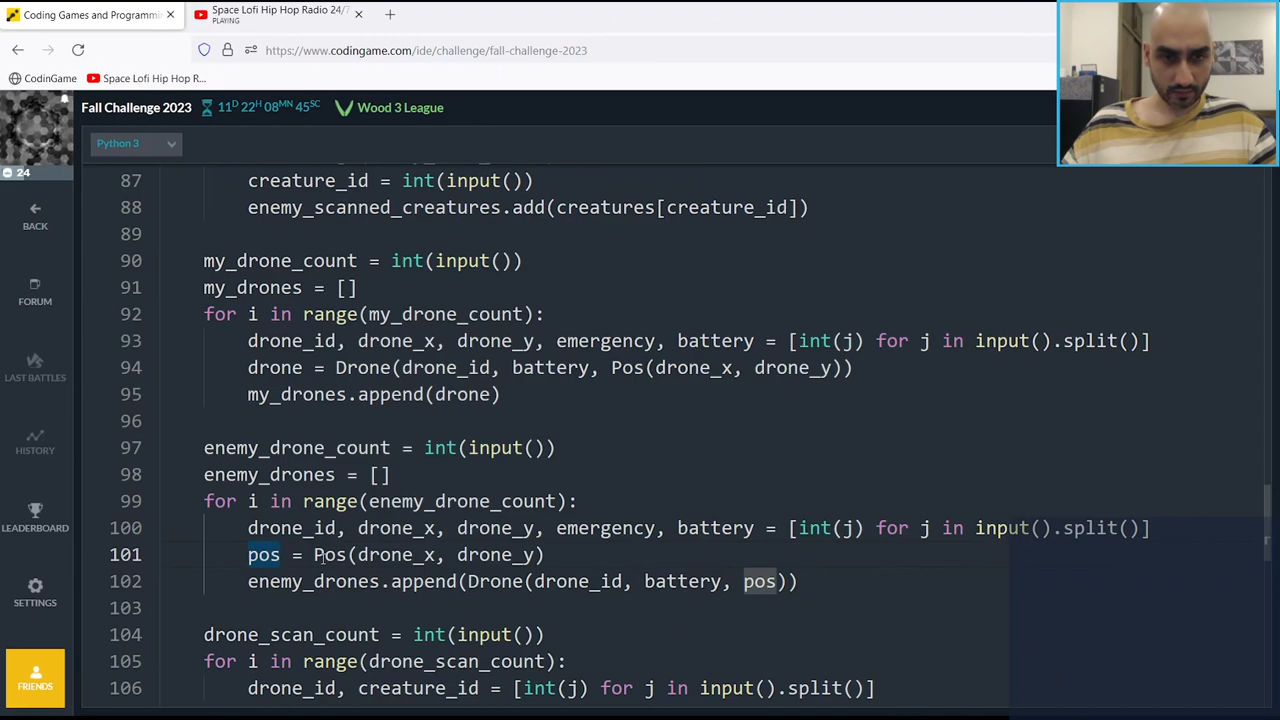 Coding Games and Programmi
Space Lofi Hip Hop Radio 24/7
PLAYING
https://www.codingame.com/ide/challenge/fall-challenge-2023
CodinGame
Space Lofi Hip Hop R...
Fall Challenge 2023
11D 22H 08MN 45SC
Wood 3 League
Python 3
24
BACK
FORUM
LAST BATTLES
HISTORY
LEADERBOARD
SETTINGS
FRIENDS
87 creature_id = int(input())
88 enemy_scanned_creatures.add(creatures[creature_id])
89
90 my_drone_count = int(input())
91 my_drones = []
92 for i in range(my_drone_count):
93 drone_id, drone_x, drone_y, emergency, battery = [int(j) for j in input().split()]
94 drone = Drone(drone_id, battery, Pos(drone_x, drone_y))
95 my_drones.append(drone)
96
97 enemy_drone_count = int(input())
98 enemy_drones = []
99 for i in range(enemy_drone_count):
100 drone_id, drone_x, drone_y, emergency, battery = [int(j) for j in input().split()]
101 pos = Pos(drone_x, drone_y)
102 enemy_drones.append(Drone(drone_id, battery, pos))
103
104 drone_scan_count = int(input())
105 for i in range(drone_scan_count):
106 drone_id, creature_id = [int(j) for j in input().split()]